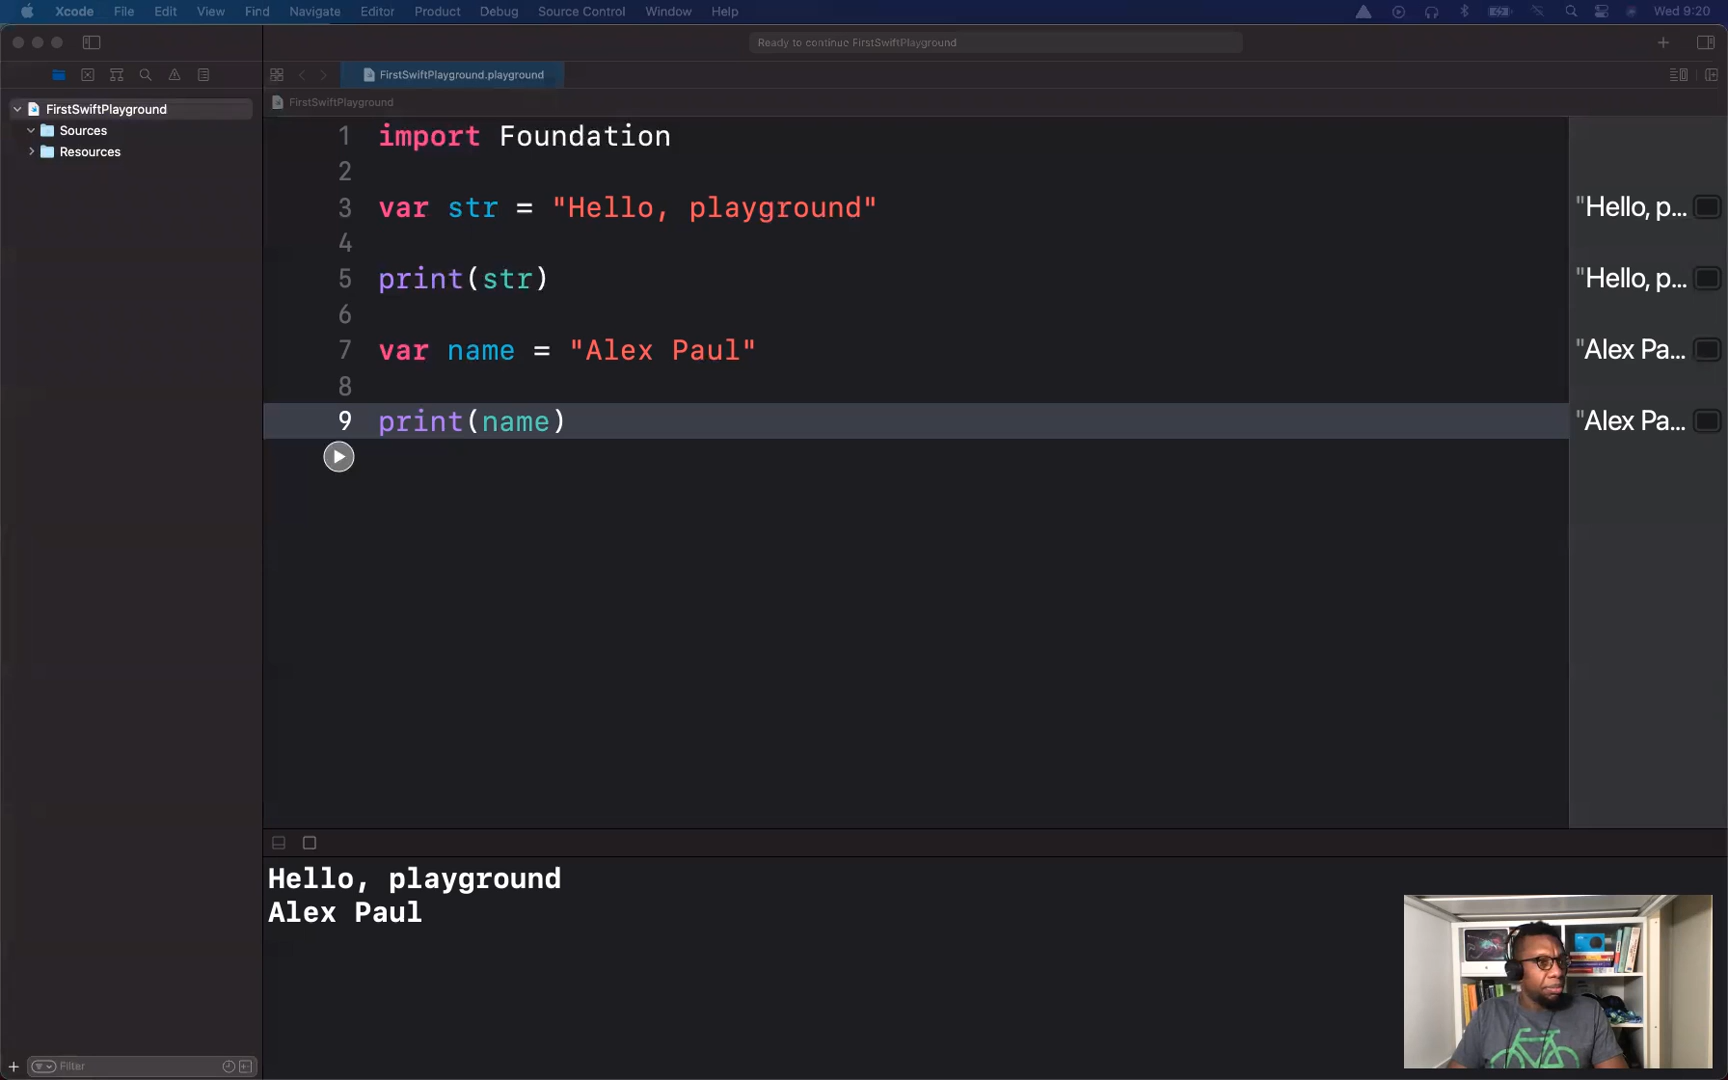 Xcode File Edit View Find Navigate Editor Product Debug Source Control Window Help Wed 9:20
Ready to continue FirstSwiftPlayground
FirstSwiftPlayground.playground
FirstSwiftPlayground
Sources
Resources
FirstSwiftPlayground
1 import Foundation
2
3 var str = "Hello, playground" "Hello, p...
4
5 print(str) "Hello, p...
6
7 var name = "Alex Paul" "Alex Pa...
8
9 print(name) "Alex Pa...
Hello, playground
Alex Paul
Filter